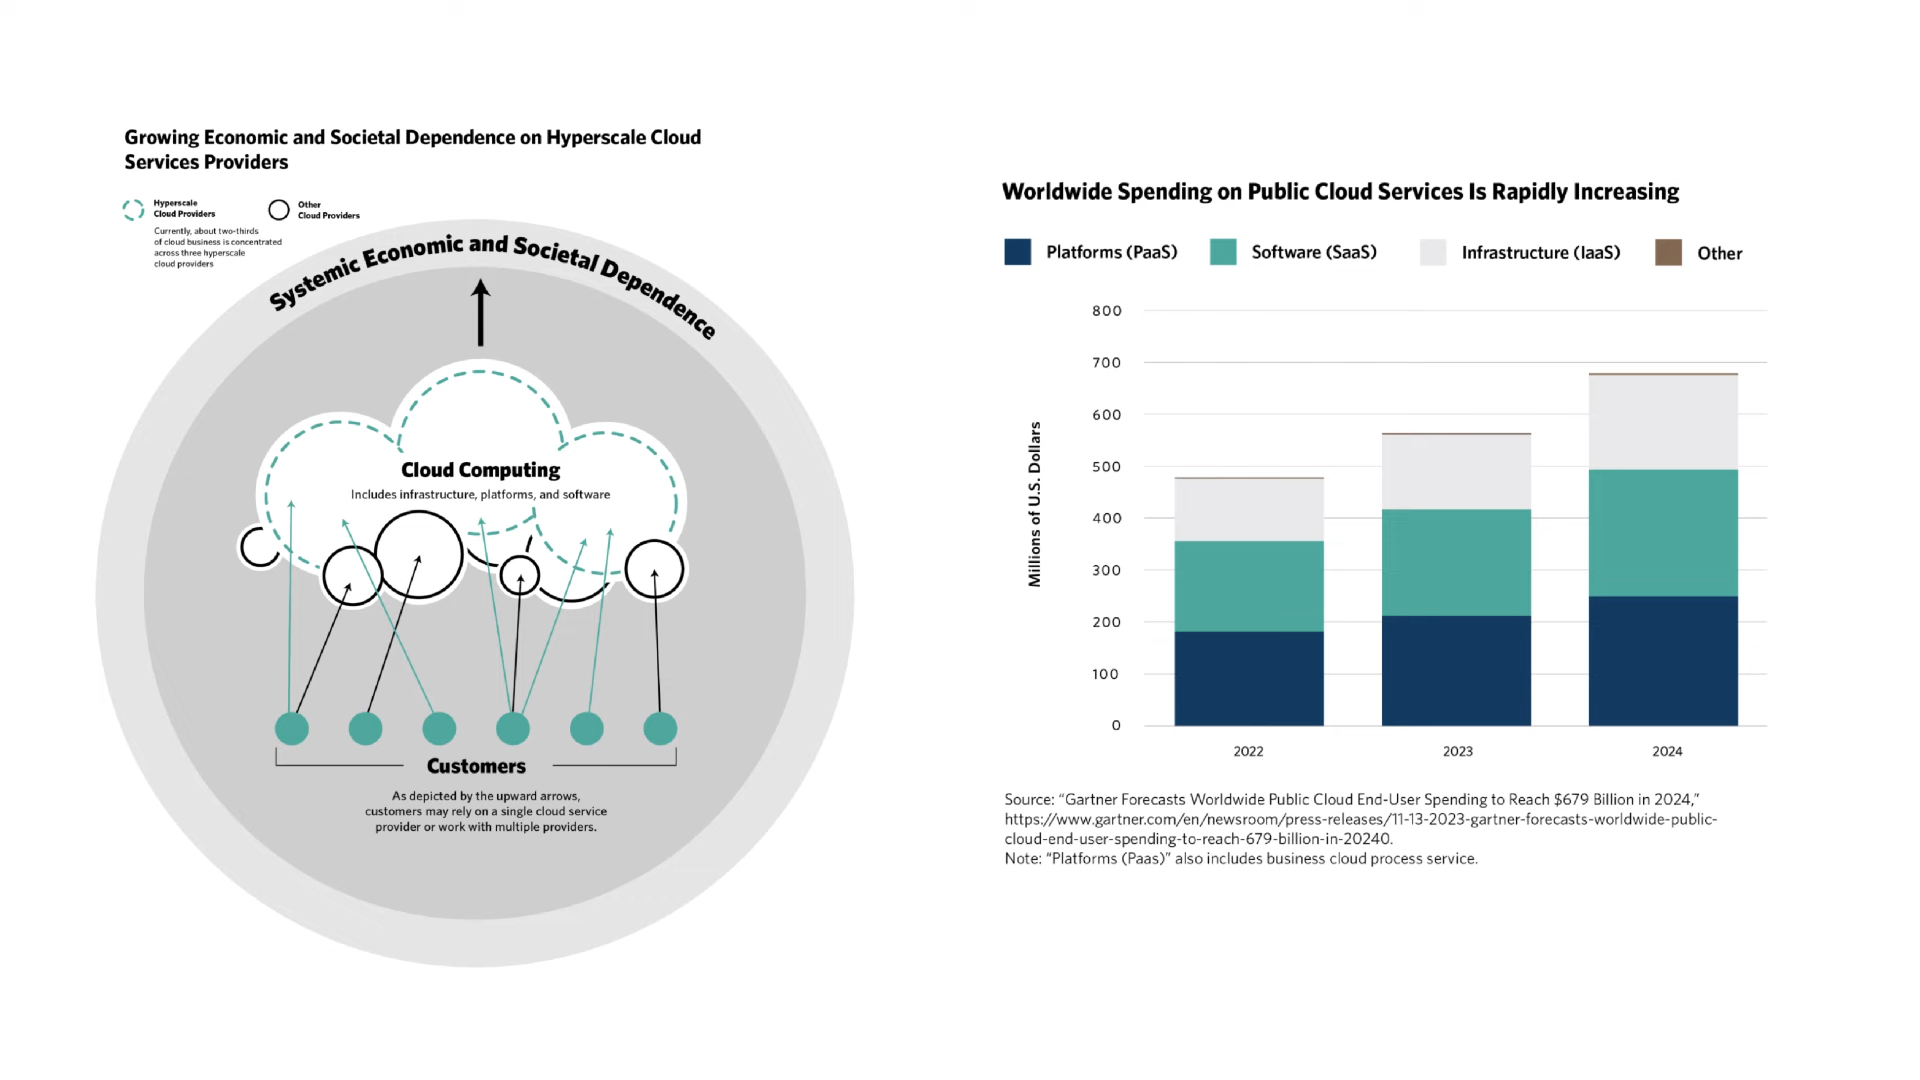 Growing Economic and Societal Dependence on Hyperscale Cloud
Services Providers
Hyperscale
Cloud Providers
Currently, about two-thirds
of cloud business is concentrated
across three hyperscale
cloud providers
Other
Cloud Providers
Systemic Economic and Societal Dependence
Cloud Computing
Includes infrastructure, platforms, and software
Customers
As depicted by the upward arrows,
customers may rely on a single cloud service
provider or work with multiple providers.
Worldwide Spending on Public Cloud Services Is Rapidly Increasing
Platforms (PaaS)
Software (SaaS)
Infrastructure (IaaS)
Other
Millions of U.S. Dollars
800
700
600
500
400
300
200
100
0
2022
2023
2024
Source: “Gartner Forecasts Worldwide Public Cloud End-User Spending to Reach $679 Billion in 2024,”
https://www.gartner.com/en/newsroom/press-releases/11-13-2023-gartner-forecasts-worldwide-public-
cloud-end-user-spending-to-reach-679-billion-in-20240.
Note: “Platforms (Paas)” also includes business cloud process service.